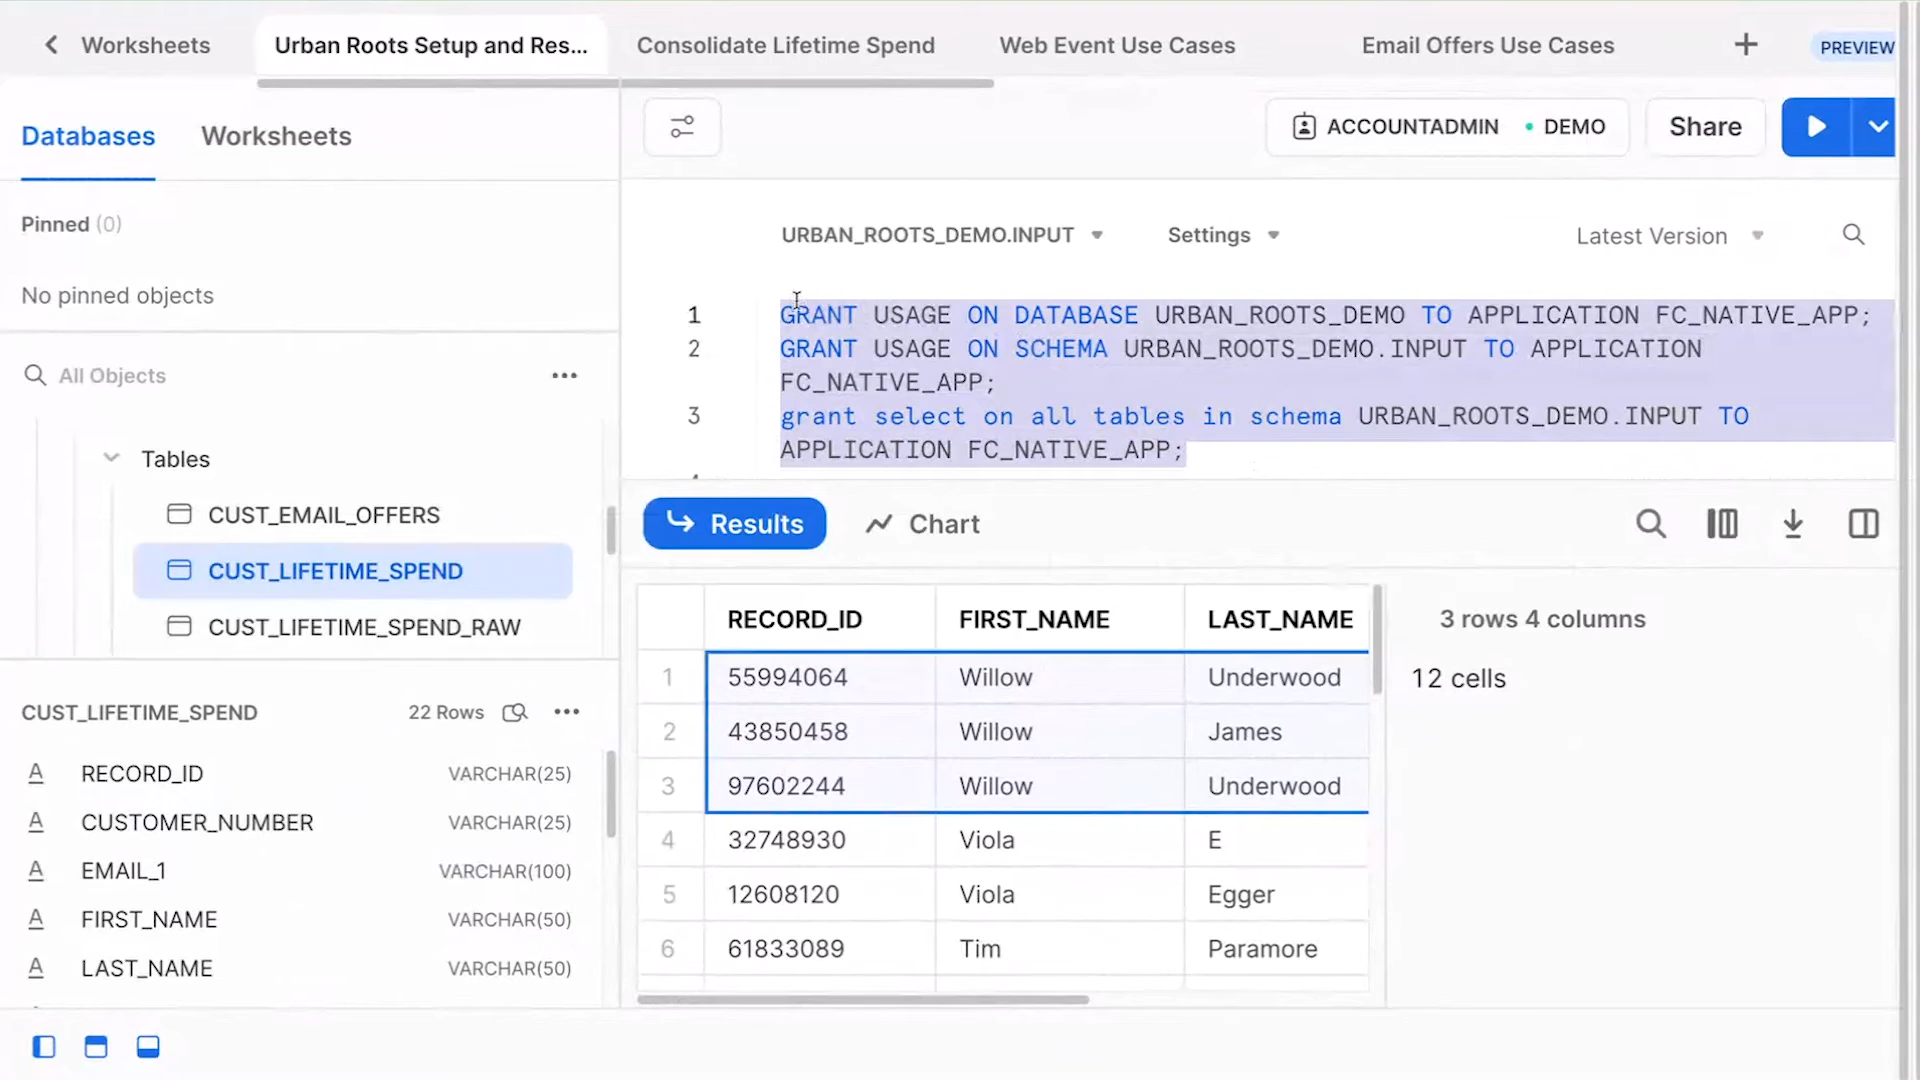 Worksheets
Urban Roots Setup and Res...
Consolidate Lifetime Spend
Web Event Use Cases
Email Offers Use Cases
PREVIEW
Databases
Worksheets
ACCOUNTADMIN
DEMO
Share
Pinned (0)
No pinned objects
All Objects
Tables
CUST_EMAIL_OFFERS
CUST_LIFETIME_SPEND
CUST_LIFETIME_SPEND_RAW
CUST_LIFETIME_SPEND
22 Rows
RECORD_ID VARCHAR(25)
CUSTOMER_NUMBER VARCHAR(25)
EMAIL_1 VARCHAR(100)
FIRST_NAME VARCHAR(50)
LAST_NAME VARCHAR(50)
URBAN_ROOTS_DEMO.INPUT
Settings
Latest Version
1 GRANT USAGE ON DATABASE URBAN_ROOTS_DEMO TO APPLICATION FC_NATIVE_APP;
2 GRANT USAGE ON SCHEMA URBAN_ROOTS_DEMO.INPUT TO APPLICATION
FC_NATIVE_APP;
3 grant select on all tables in schema URBAN_ROOTS_DEMO.INPUT TO
APPLICATION FC_NATIVE_APP;
Results
Chart
RECORD_ID FIRST_NAME LAST_NAME
1 55994064 Willow Underwood
2 43850458 Willow James
3 97602244 Willow Underwood
4 32748930 Viola E
5 12608120 Viola Egger
6 61833089 Tim Paramore
3 rows 4 columns
12 cells